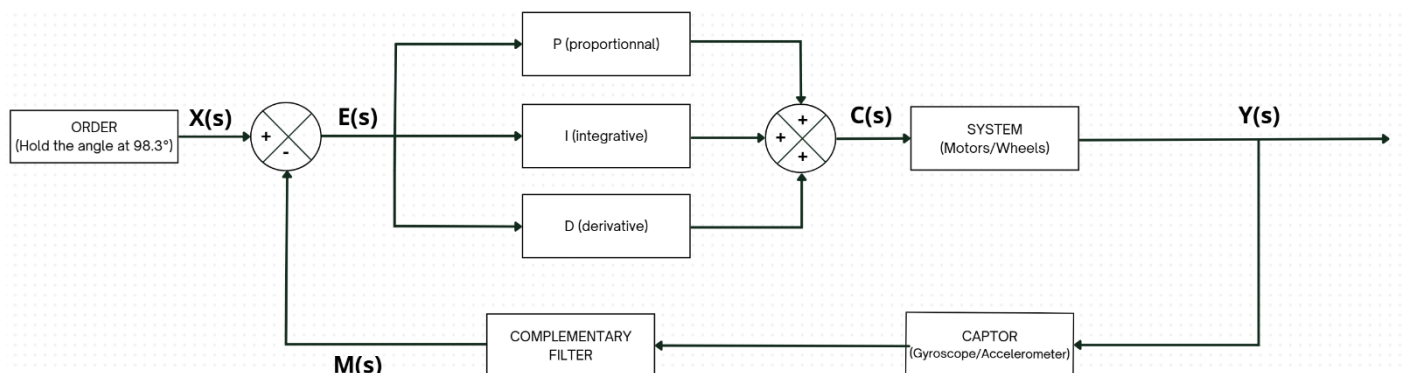 P (proportionnal)
X(s)
E(s)
C(s)
Y(s)
ORDER
(Hold the angle at 98.3°)
+
-
I (integrative)
+
+
+
SYSTEM
(Motors/Wheels)
D (derivative)
M(s)
COMPLEMENTARY
FILTER
CAPTOR
(Gyroscope/Accelerometer)